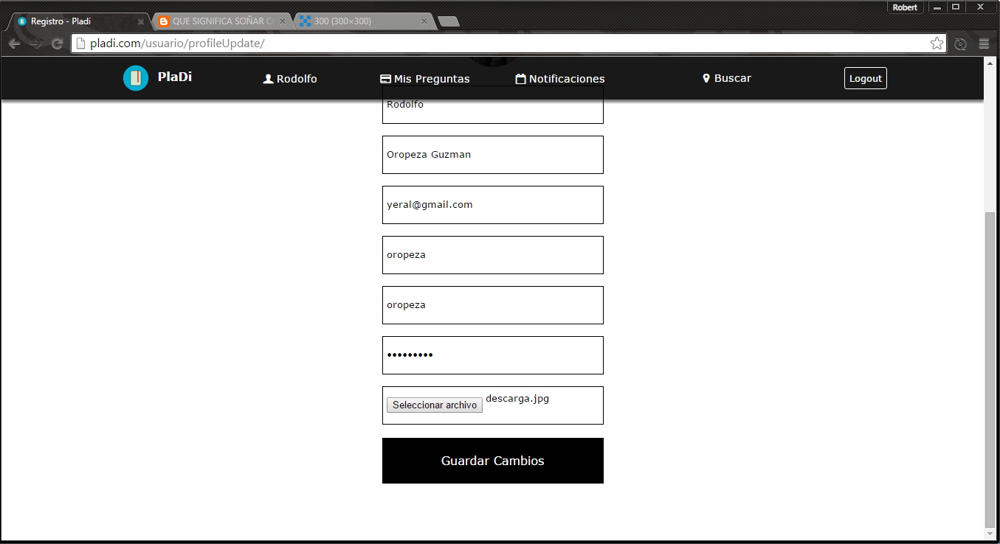 Robert
Registro - Pladi
QUE SIGNIFICA SOÑAR C
300 (300×300)
pladi.com/usuario/profileUpdate/
PlaDi
Rodolfo
Mis Preguntas
Notificaciones
Buscar
Logout
Rodolfo
Oropeza Guzman
yeral@gmail.com
oropeza
oropeza
•••••••••
Seleccionar archivo descarga.jpg
Guardar Cambios